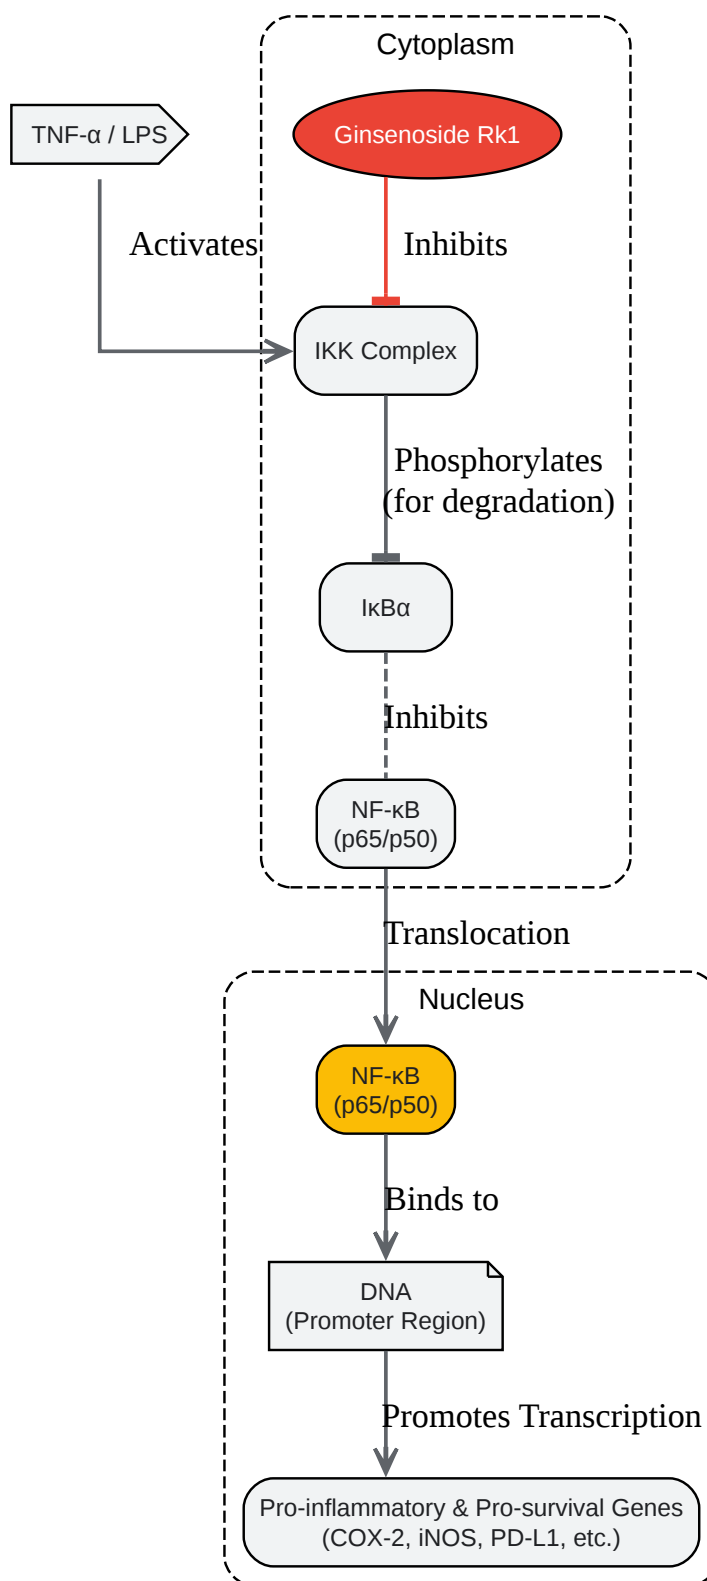 Cytoplasm
TNF-α / LPS
Ginsenoside Rk1
Activates
Inhibits
IKK Complex
Phosphorylates
(for degradation)
IκBα
Inhibits
NF-κB
(p65/p50)
Translocation
Nucleus
NF-κB
(p65/p50)
Binds to
DNA
(Promoter Region)
Promotes Transcription
Pro-inflammatory & Pro-survival Genes
(COX-2, iNOS, PD-L1, etc.)